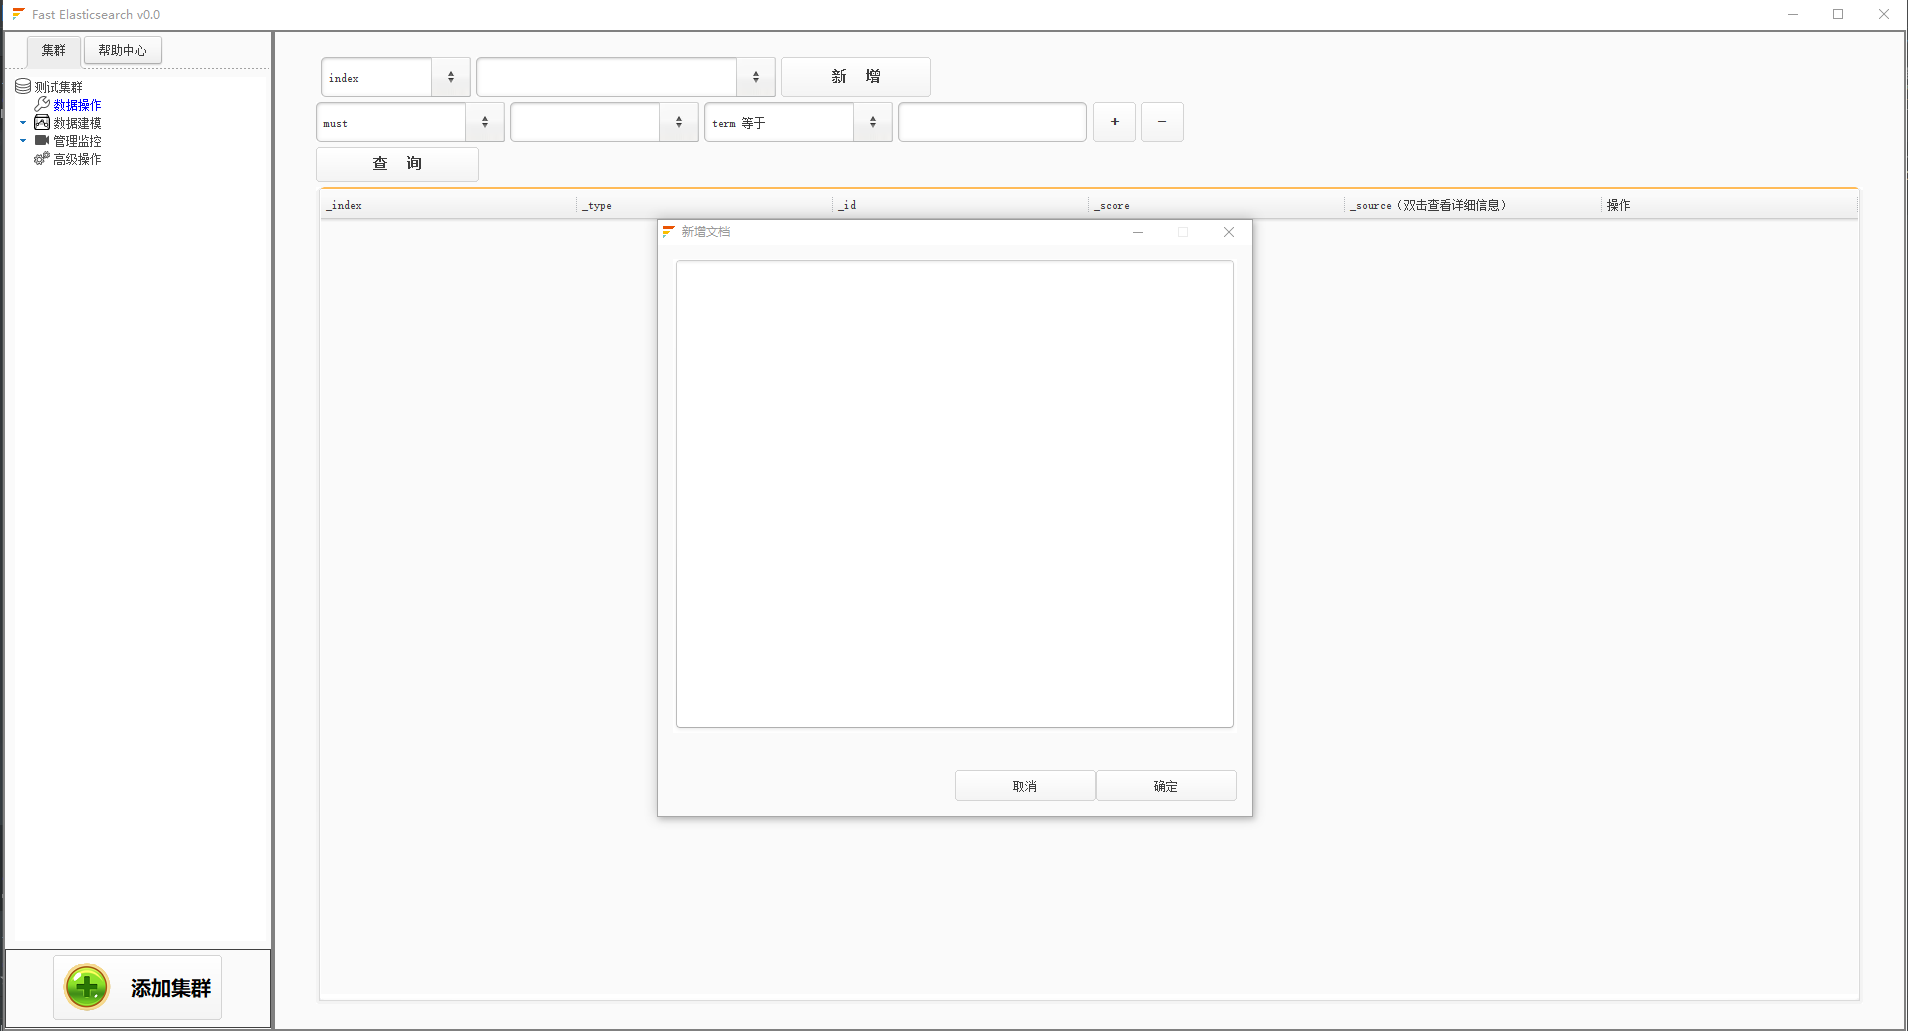 Fast Elasticsearch v0.0
集群 帮助中心
测试集群
数据操作
数据建模
管理监控
高级操作
添加集群
index 新 增
must term 等于 + −
查 询
_index _type _id _score _source（双击查看详细信息） 操作
新增文档
取消 确定